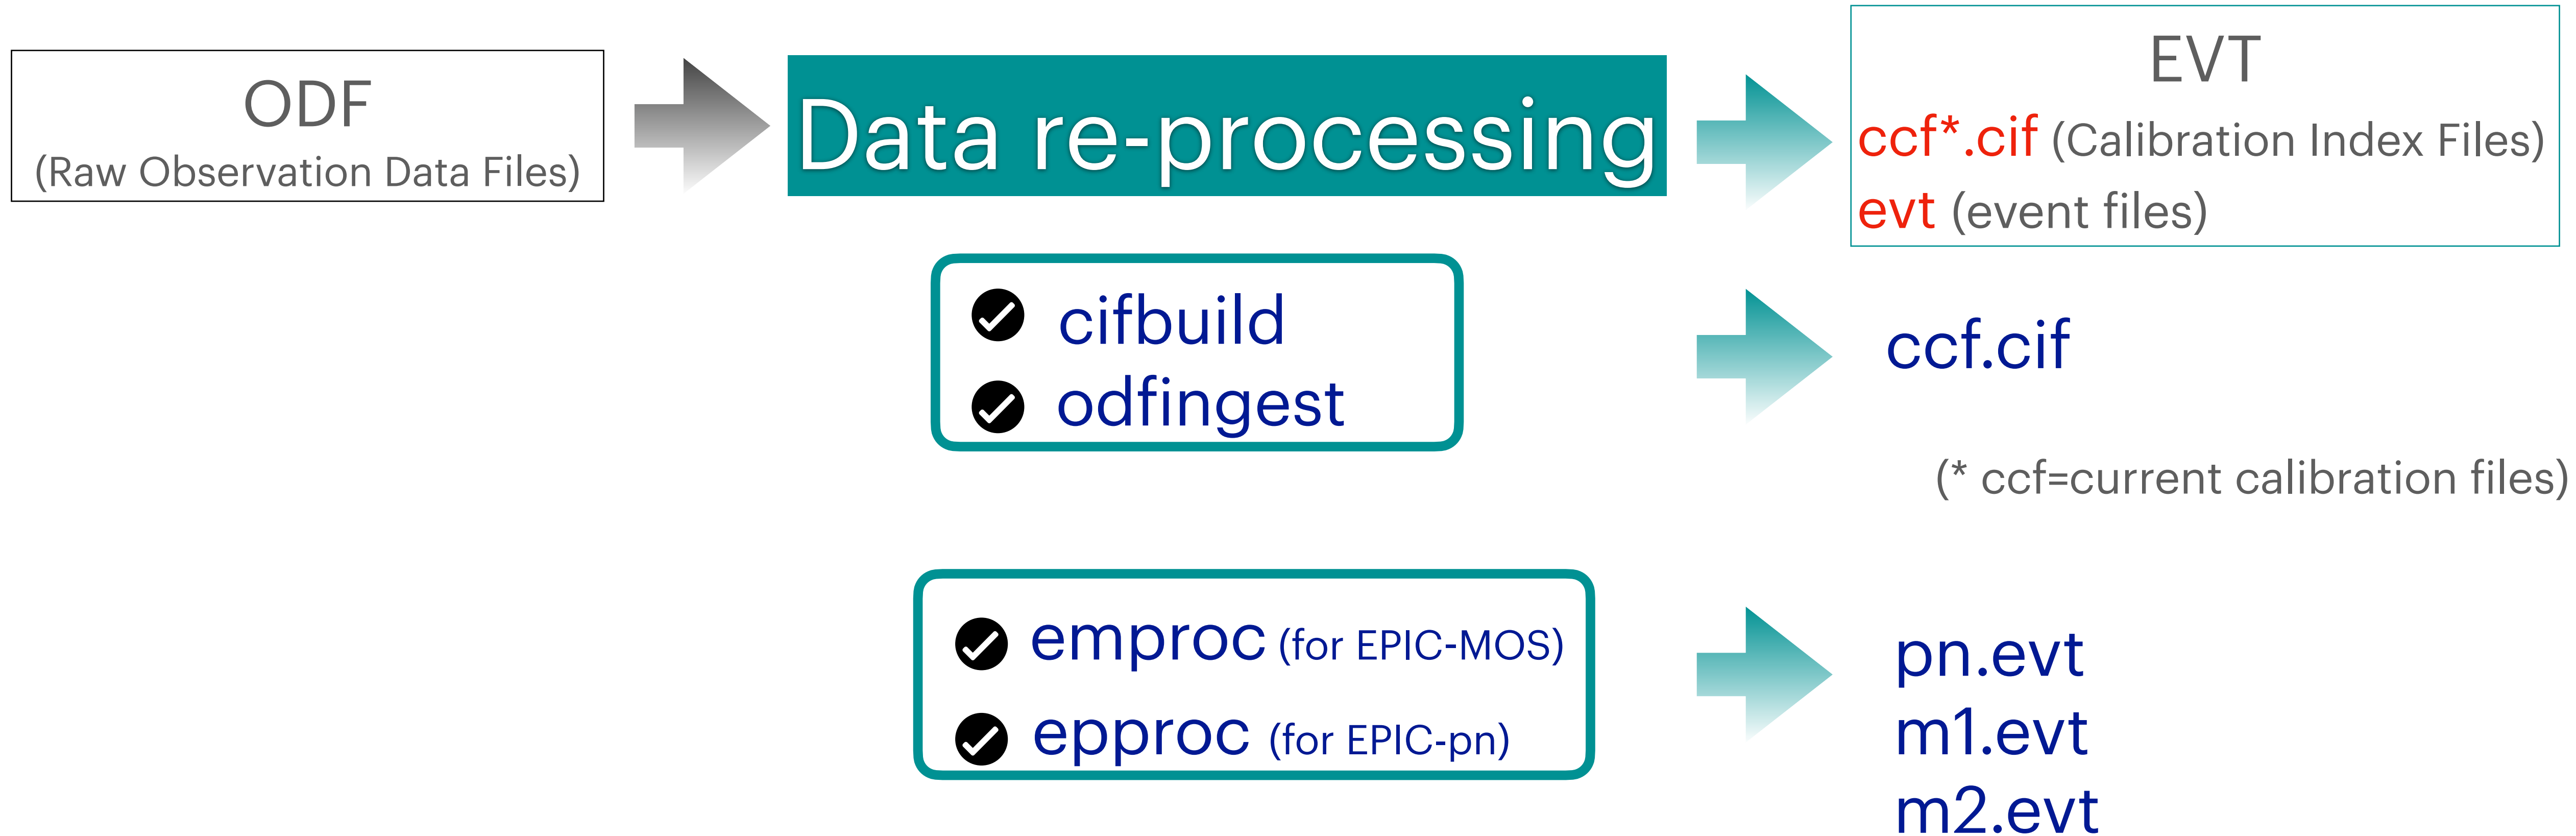 ODF
(Raw Observation Data Files)
Data re-processing
EVT
ccf*.cif (Calibration Index Files)
evt (event files)
cifbuild
odfingest
ccf.cif
(* ccf=current calibration files)
emproc (for EPIC-MOS)
epproc (for EPIC-pn)
pn.evt
m1.evt
m2.evt